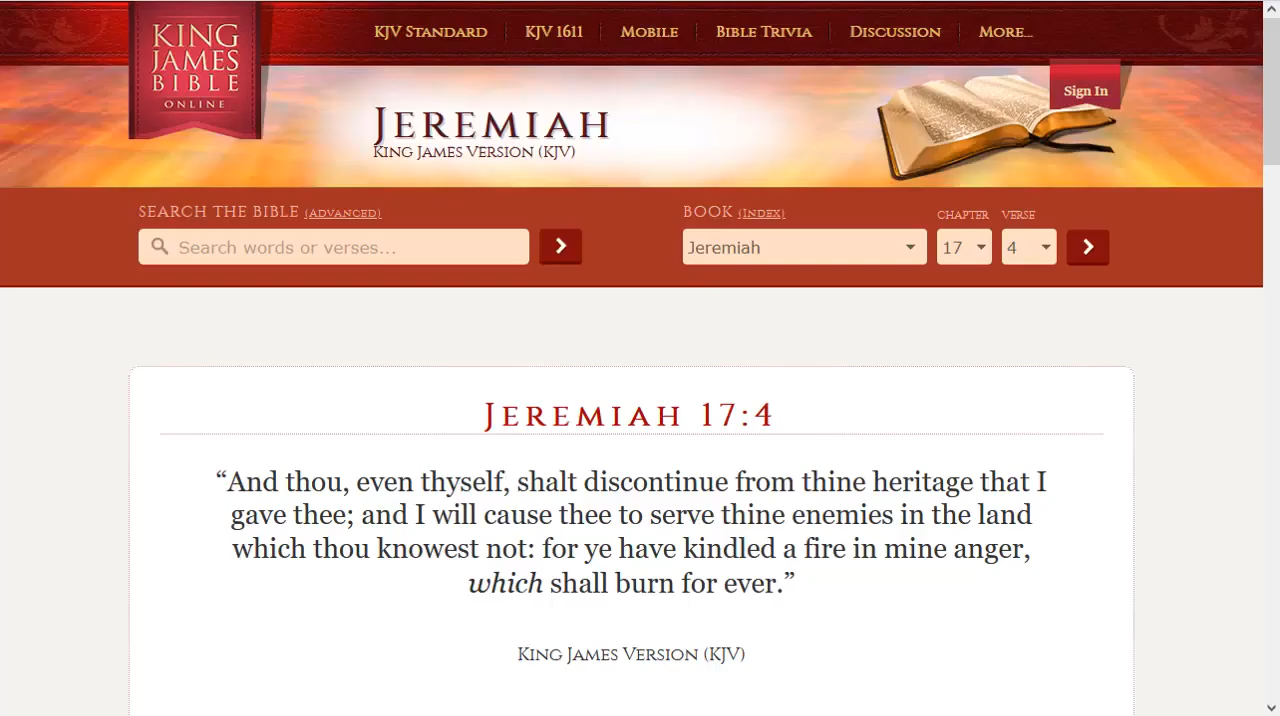 KING
JAMES
BIBLE
ONLINE
KJV Standard
KJV 1611
Mobile
Bible Trivia
Discussion
More...
Sign In
Jeremiah
King James Version (KJV)
SEARCH THE BIBLE (Advanced)
Search words or verses...
BOOK (Index)
CHAPTER
VERSE
Jeremiah
17
4
Jeremiah 17:4
“And thou, even thyself, shalt discontinue from thine heritage that I
gave thee; and I will cause thee to serve thine enemies in the land
which thou knowest not: for ye have kindled a fire in mine anger,
which shall burn for ever.”
King James Version (KJV)